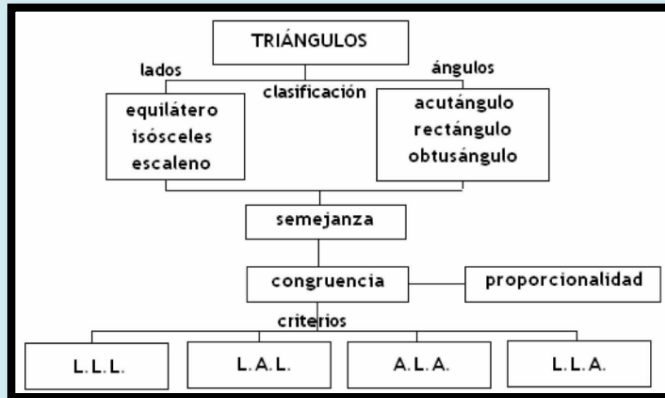 TRIÁNGULOS
lados
ángulos
clasificación
equilátero
isósceles
escaleno
acutángulo
rectángulo
obtusángulo
semejanza
congruencia
proporcionalidad
criterios
L.L.L.
L.A.L.
A.L.A.
L.L.A.